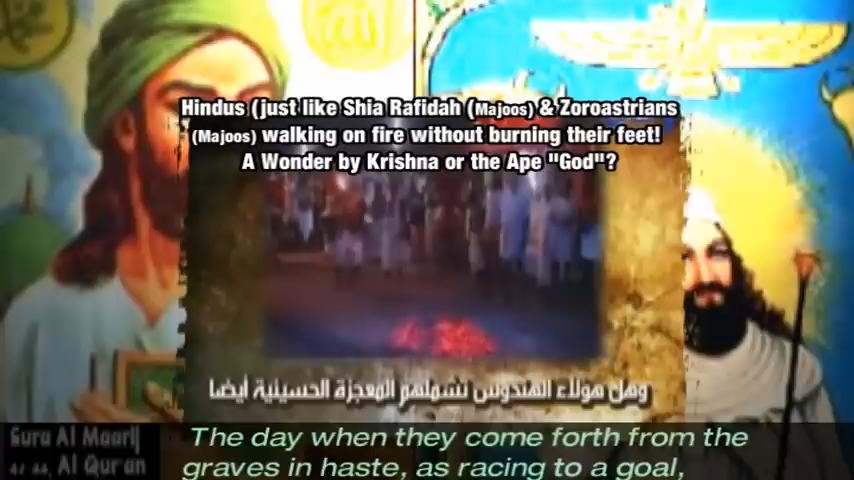 Hindus (just like Shia Rafidah (Majoos) & Zoroastrians
(Majoos) walking on fire without burning their feet!
A Wonder by Krishna or the Ape "God"?
وهل هولاء الهندوس تشملهم المعجزة الحسينية أيضا
Sura Al Maarij
Al Qur'an
The day when they come forth from the
graves in haste, as racing to a goal,